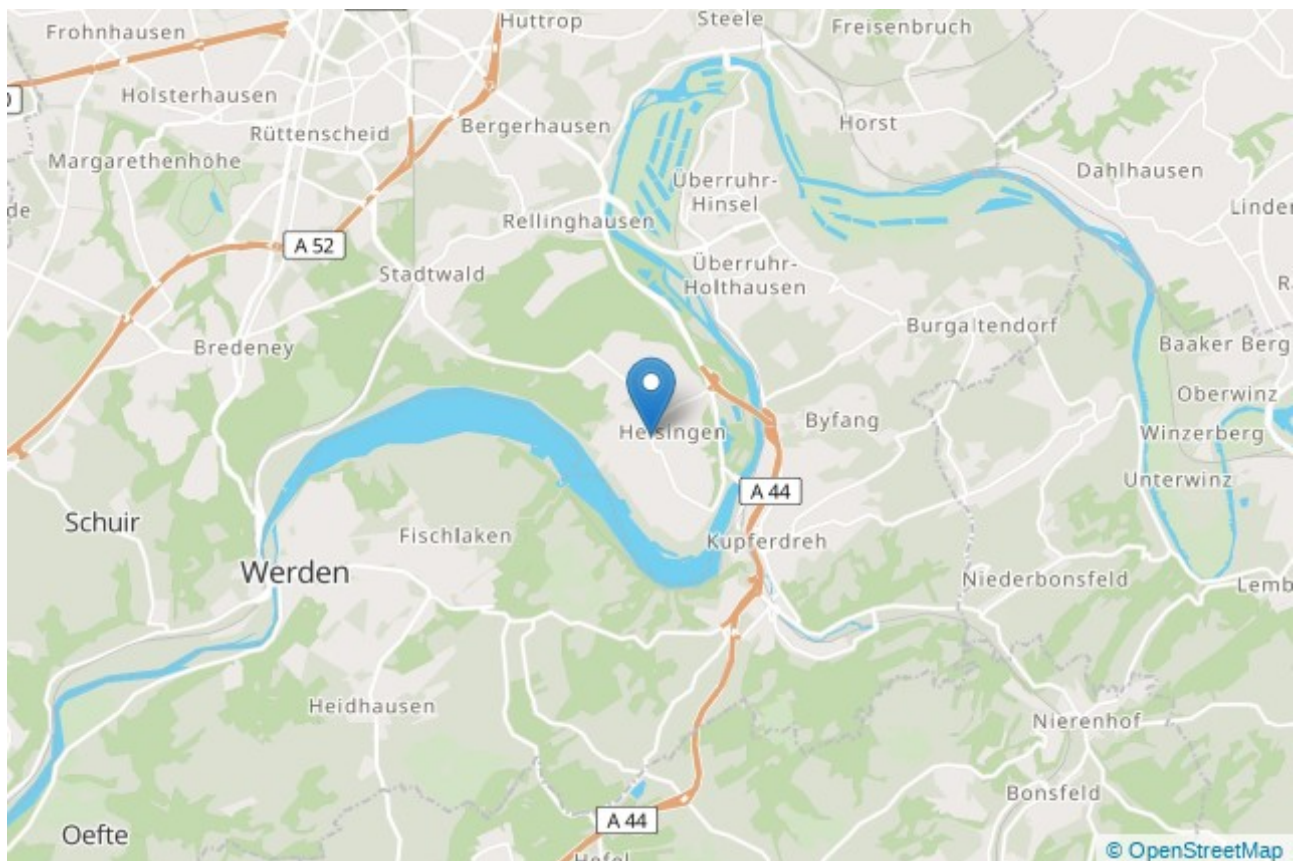 Steele
Huttrop
Freisenbruch
Frohnhausen
Holsterhausen
Rüttenscheid
Bergerhausen
Horst
Margarethenhöhe
Dahlhausen
Überruhr-
Hinsel
Rellinghausen
A 52
Stadtwald
Überruhr-
Holthausen
Burgaltendorf
Bredeney
Baaker Berg
Oberwinz
Byfang
Heisingen
Winzerberg
Unterwinz
A 44
Schuir
Fischlaken
Kupferdreh
Werden
Niederbonsfeld
Heidhausen
Nierenhof
Bonsfeld
A 44
Oefte
© OpenStreetMap